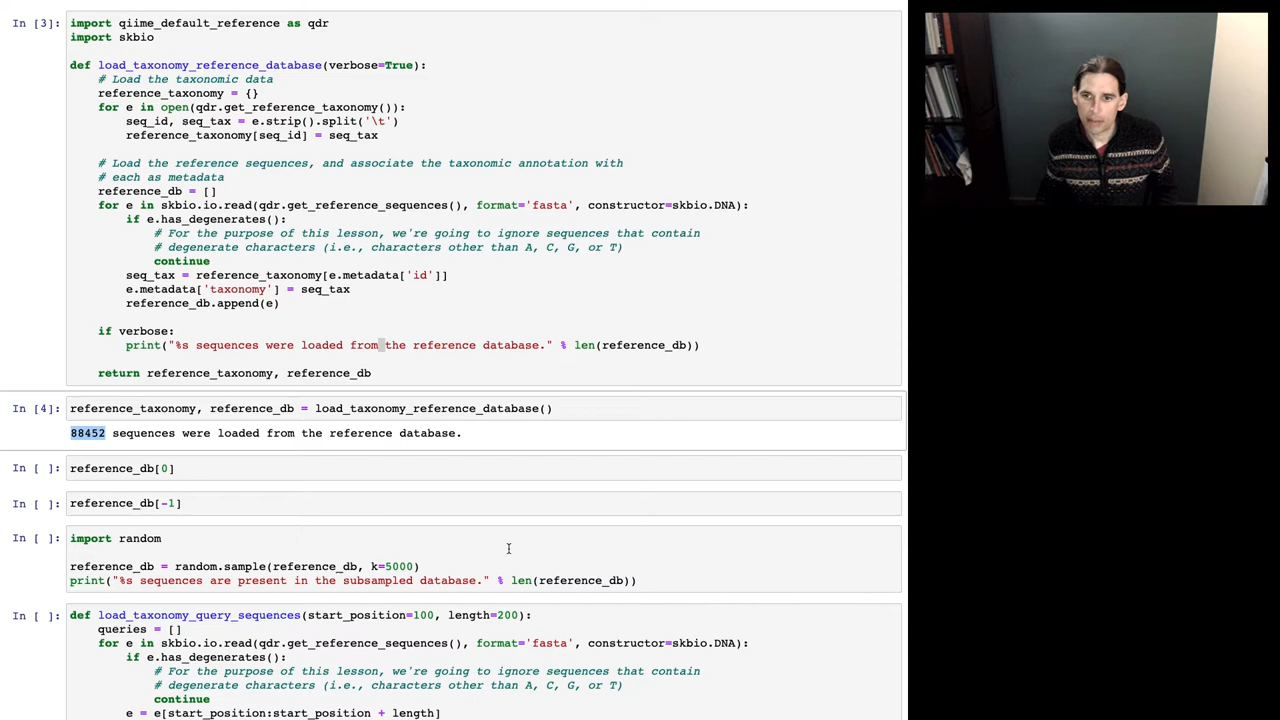 In [3]:
import qiime_default_reference as qdr
import skbio
def load_taxonomy_reference_database(verbose=True):
# Load the taxonomic data
reference_taxonomy = {}
for e in open(qdr.get_reference_taxonomy()):
seq_id, seq_tax = e.strip().split('\t')
reference_taxonomy[seq_id] = seq_tax
# Load the reference sequences, and associate the taxonomic annotation with
# each as metadata
reference_db = []
for e in skbio.io.read(qdr.get_reference_sequences(), format='fasta', constructor=skbio.DNA):
if e.has_degenerates():
# For the purpose of this lesson, we're going to ignore sequences that contain
# degenerate characters (i.e., characters other than A, C, G, or T)
continue
seq_tax = reference_taxonomy[e.metadata['id']]
e.metadata['taxonomy'] = seq_tax
reference_db.append(e)
if verbose:
print("%s sequences were loaded from the reference database." % len(reference_db))
return reference_taxonomy, reference_db
In [4]:
reference_taxonomy, reference_db = load_taxonomy_reference_database()
88452 sequences were loaded from the reference database.
In [ ]:
reference_db[0]
In [ ]:
reference_db[-1]
In [ ]:
import random
reference_db = random.sample(reference_db, k=5000)
print("%s sequences are present in the subsampled database." % len(reference_db))
In [ ]:
def load_taxonomy_query_sequences(start_position=100, length=200):
queries = []
for e in skbio.io.read(qdr.get_reference_sequences(), format='fasta', constructor=skbio.DNA):
if e.has_degenerates():
# For the purpose of this lesson, we're going to ignore sequences that contain
# degenerate characters (i.e., characters other than A, C, G, or T)
continue
e = e[start_position:start_position + length]